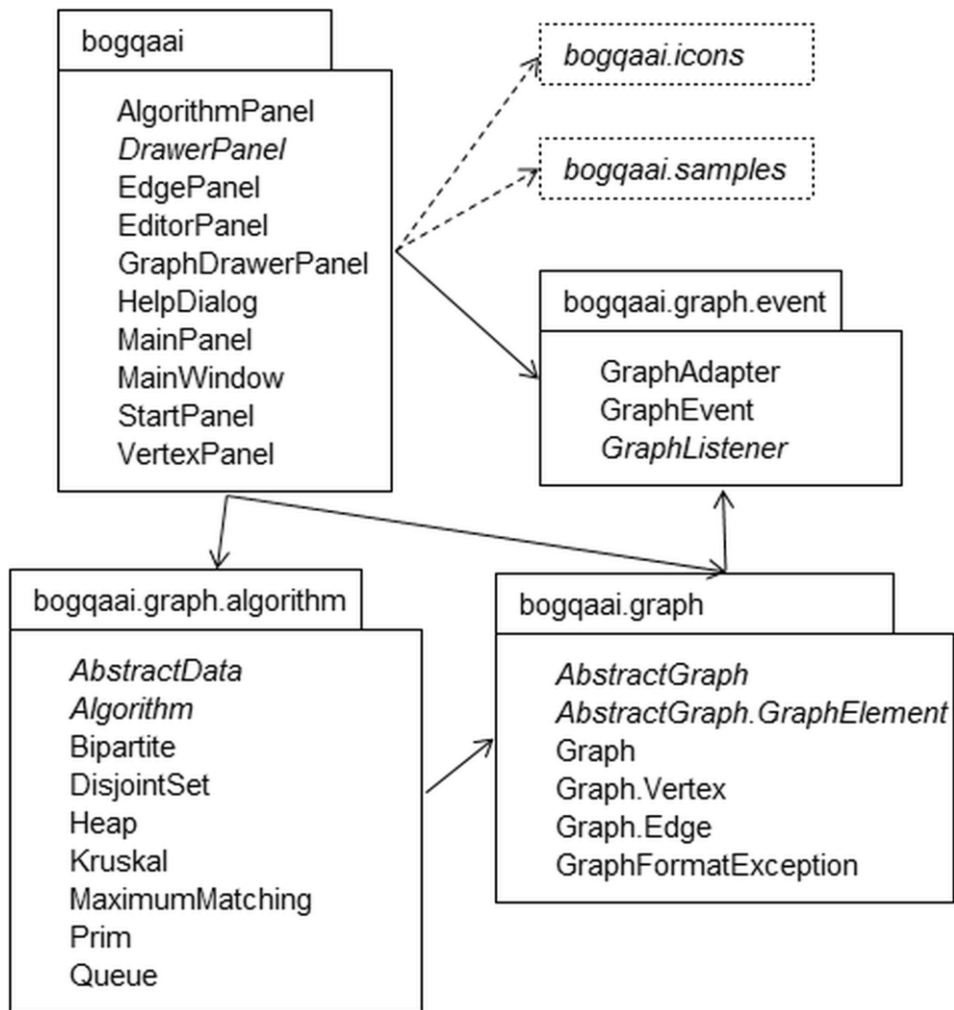 bogqaai
AlgorithmPanel
DrawerPanel
EdgePanel
EditorPanel
GraphDrawerPanel
HelpDialog
MainPanel
MainWindow
StartPanel
VertexPanel
bogqaai.icons
bogqaai.samples
bogqaai.graph.event
GraphAdapter
GraphEvent
GraphListener
bogqaai.graph.algorithm
AbstractData
Algorithm
Bipartite
DisjointSet
Heap
Kruskal
MaximumMatching
Prim
Queue
bogqaai.graph
AbstractGraph
AbstractGraph.GraphElement
Graph
Graph.Vertex
Graph.Edge
GraphFormatException